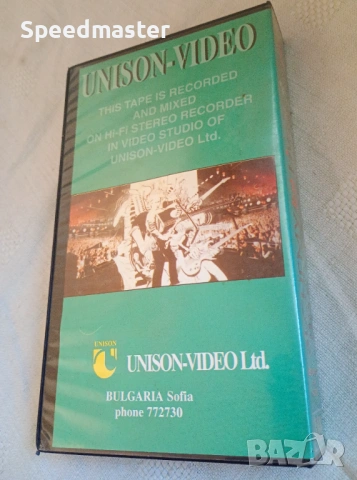 Speedmaster
UNISON-VIDEO
THIS TAPE IS RECORDED
AND MIXED
ON HI-FI STEREO RECORDER
IN VIDEO STUDIO OF
UNISON-VIDEO Ltd.
UNISON
UNISON-VIDEO Ltd.
BULGARIA Sofia
phone 772730
BAZAR